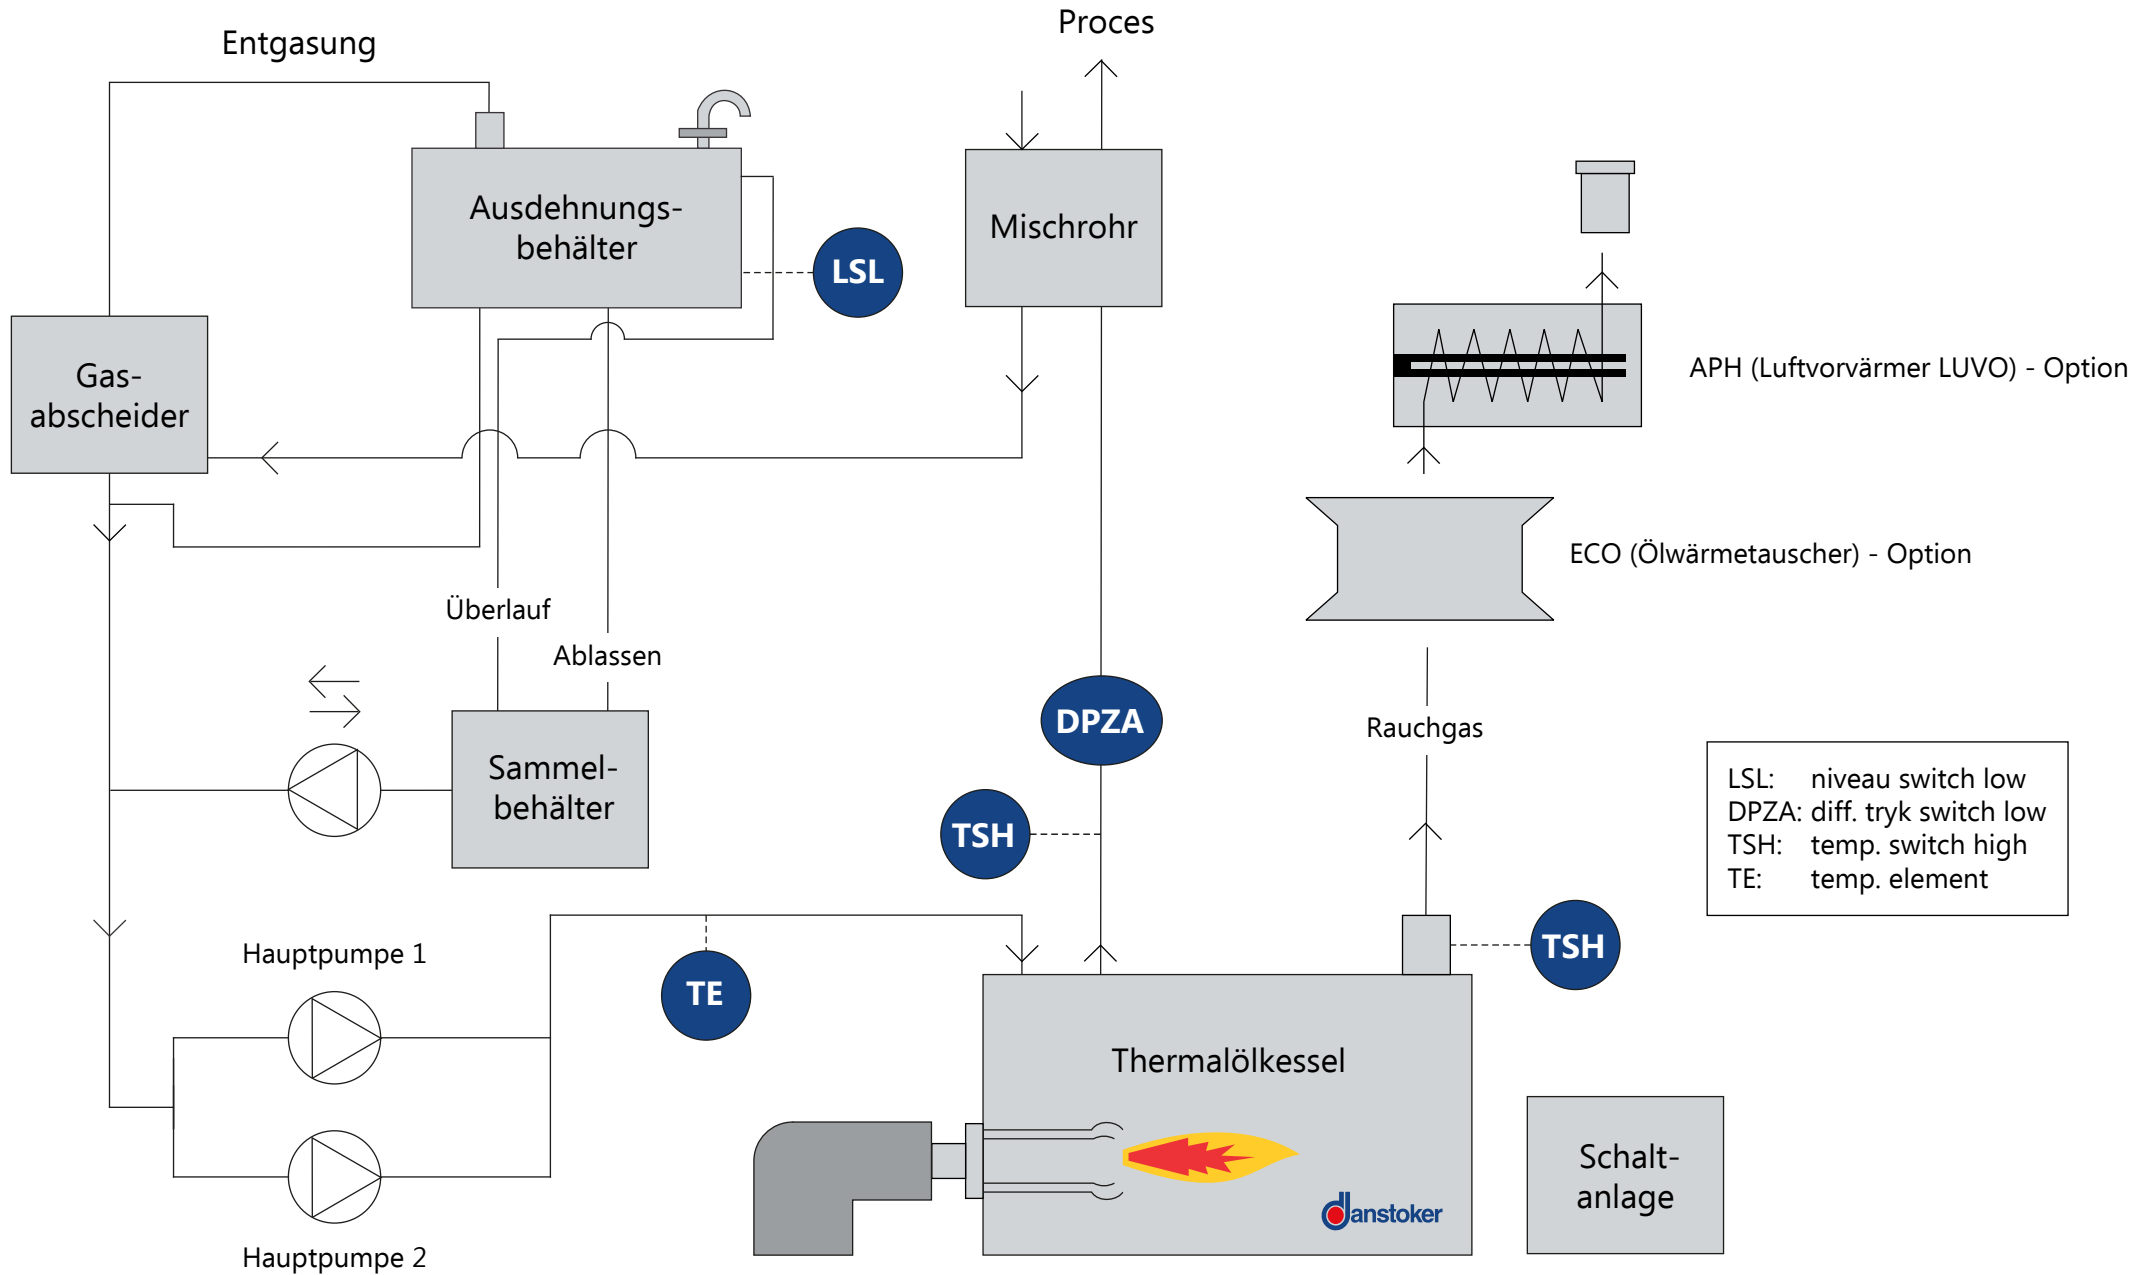 Entgasung
Proces
Ausdehnungs-
behälter
LSL
Mischrohr
Gas-
abscheider
APH (Luftvorvärmer LUVO) - Option
ECO (Ölwärmetauscher) - Option
Überlauf
Ablassen
DPZA
Rauchgas
Sammel-
behälter
TSH
LSL: niveau switch low
DPZA: diff. tryk switch low
TSH: temp. switch high
TE: temp. element
Hauptpumpe 1
TE
TSH
Thermalölkessel
Schalt-
anlage
danstoker
Hauptpumpe 2